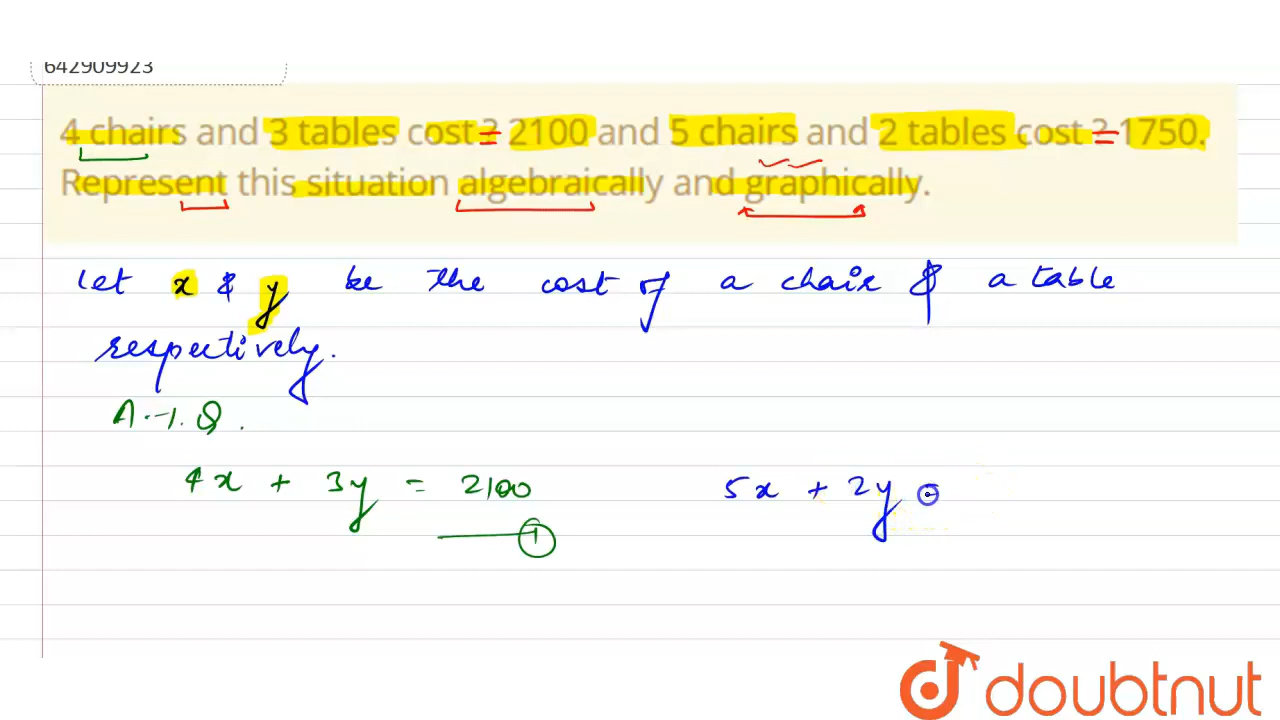 642909923
4 chairs and 3 tables cost ? 2100 and 5 chairs and 2 tables cost ? 1750.
Represent this situation algebraically and graphically.
Let x & y be the cost of a chair & a table
respectively.
A.T.Q.
4x + 3y = 2100 5x + 2y
1
doubtnut